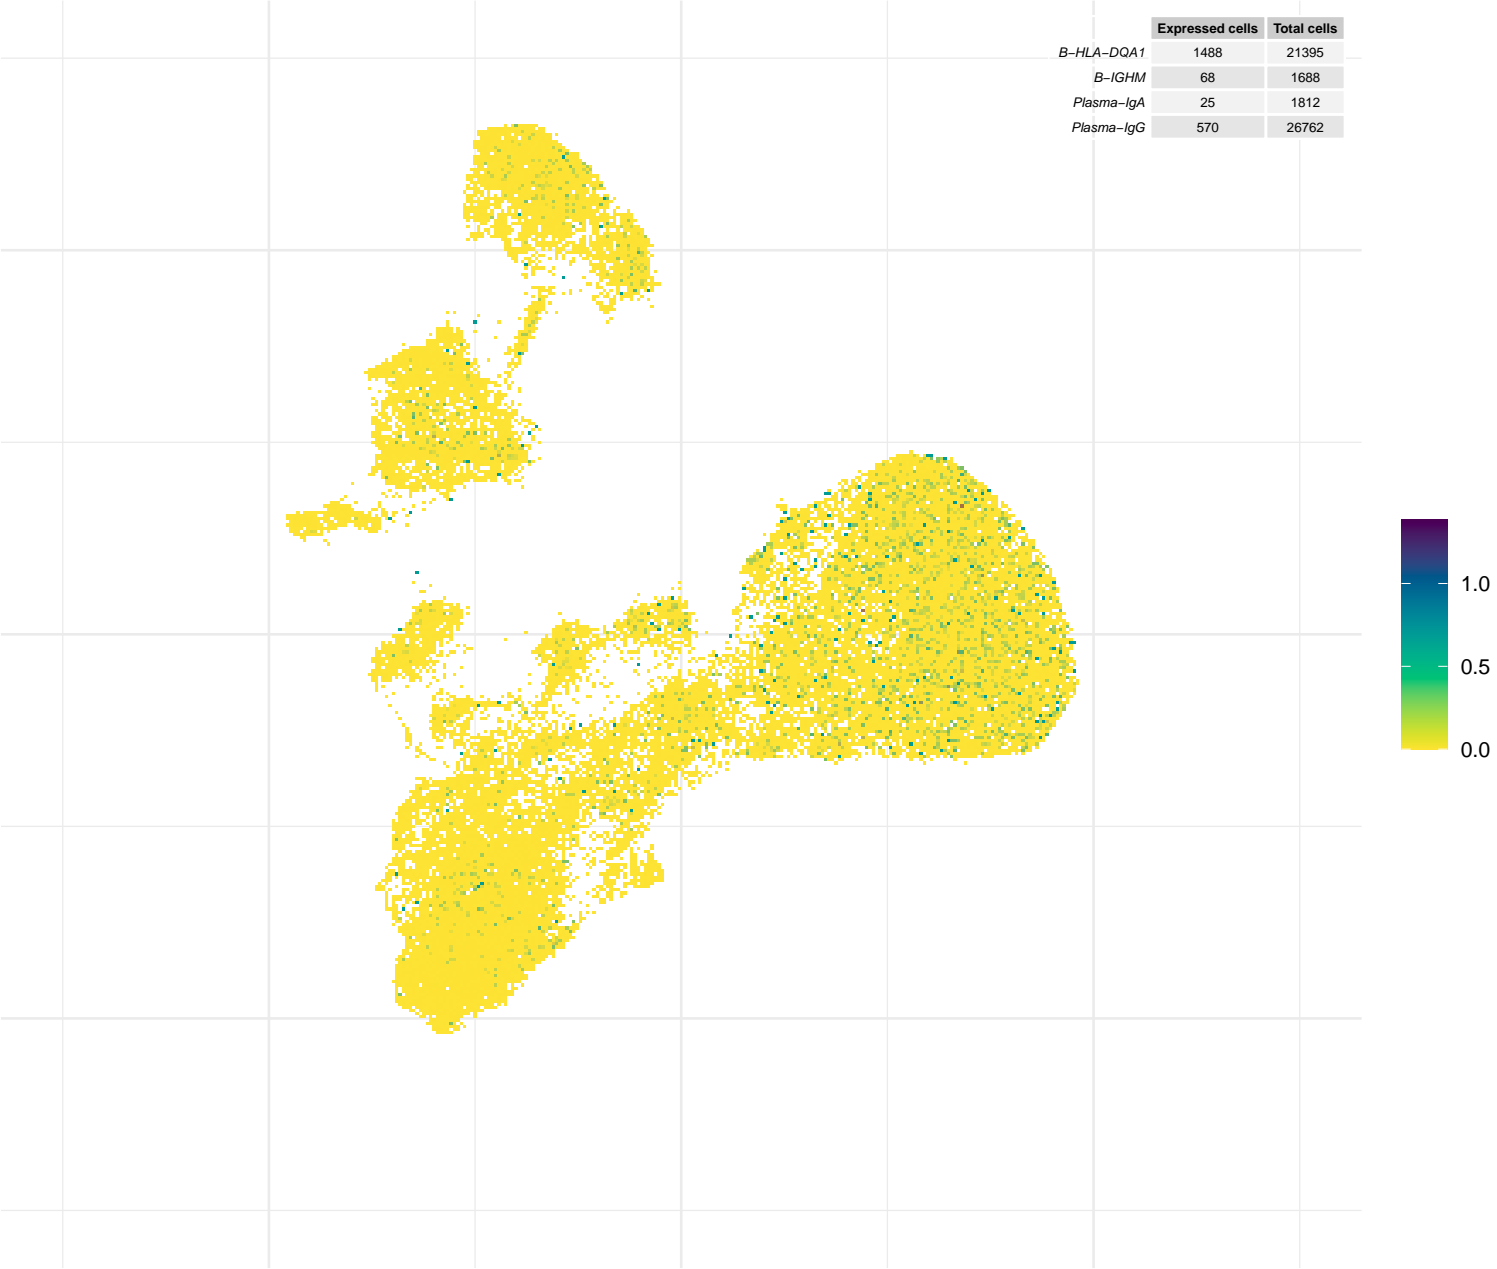 Expressed cells Total cells
B−HLA−DQA1 1488 21395
B−IGHM 68 1688
Plasma−IgA 25 1812
Plasma−IgG 570 26762
1.0
0.5
0.0